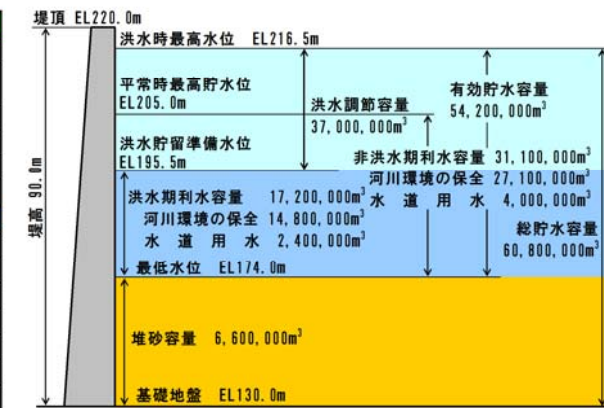 堤頂 EL220.0m
洪水時最高水位 EL216.5m
平常時最高貯水位
EL205.0m
洪水調節容量
37,000,000m³
有効貯水容量
54,200,000m³
洪水貯留準備水位
EL195.5m
非洪水期利水容量 31,100,000m³
河川環境の保全 27,100,000m³
水道用水 4,000,000m³
洪水期利水容量 17,200,000m³
河川環境の保全 14,800,000m³
水道用水 2,400,000m³
総貯水容量
60,800,000m³
堤高 90.0m
最低水位 EL174.0m
堆砂容量 6,600,000m³
基礎地盤 EL130.0m